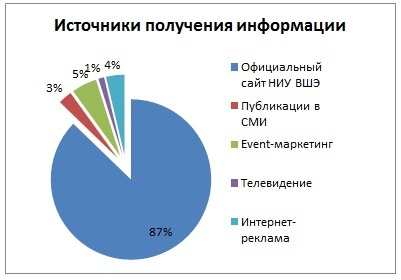 Источники получения информации
5%
1%
4%
3%
87%
Официальный
сайт НИУ ВШЭ
Публикации в
СМИ
Event-маркетинг
Телевидение
Интернет-
реклама